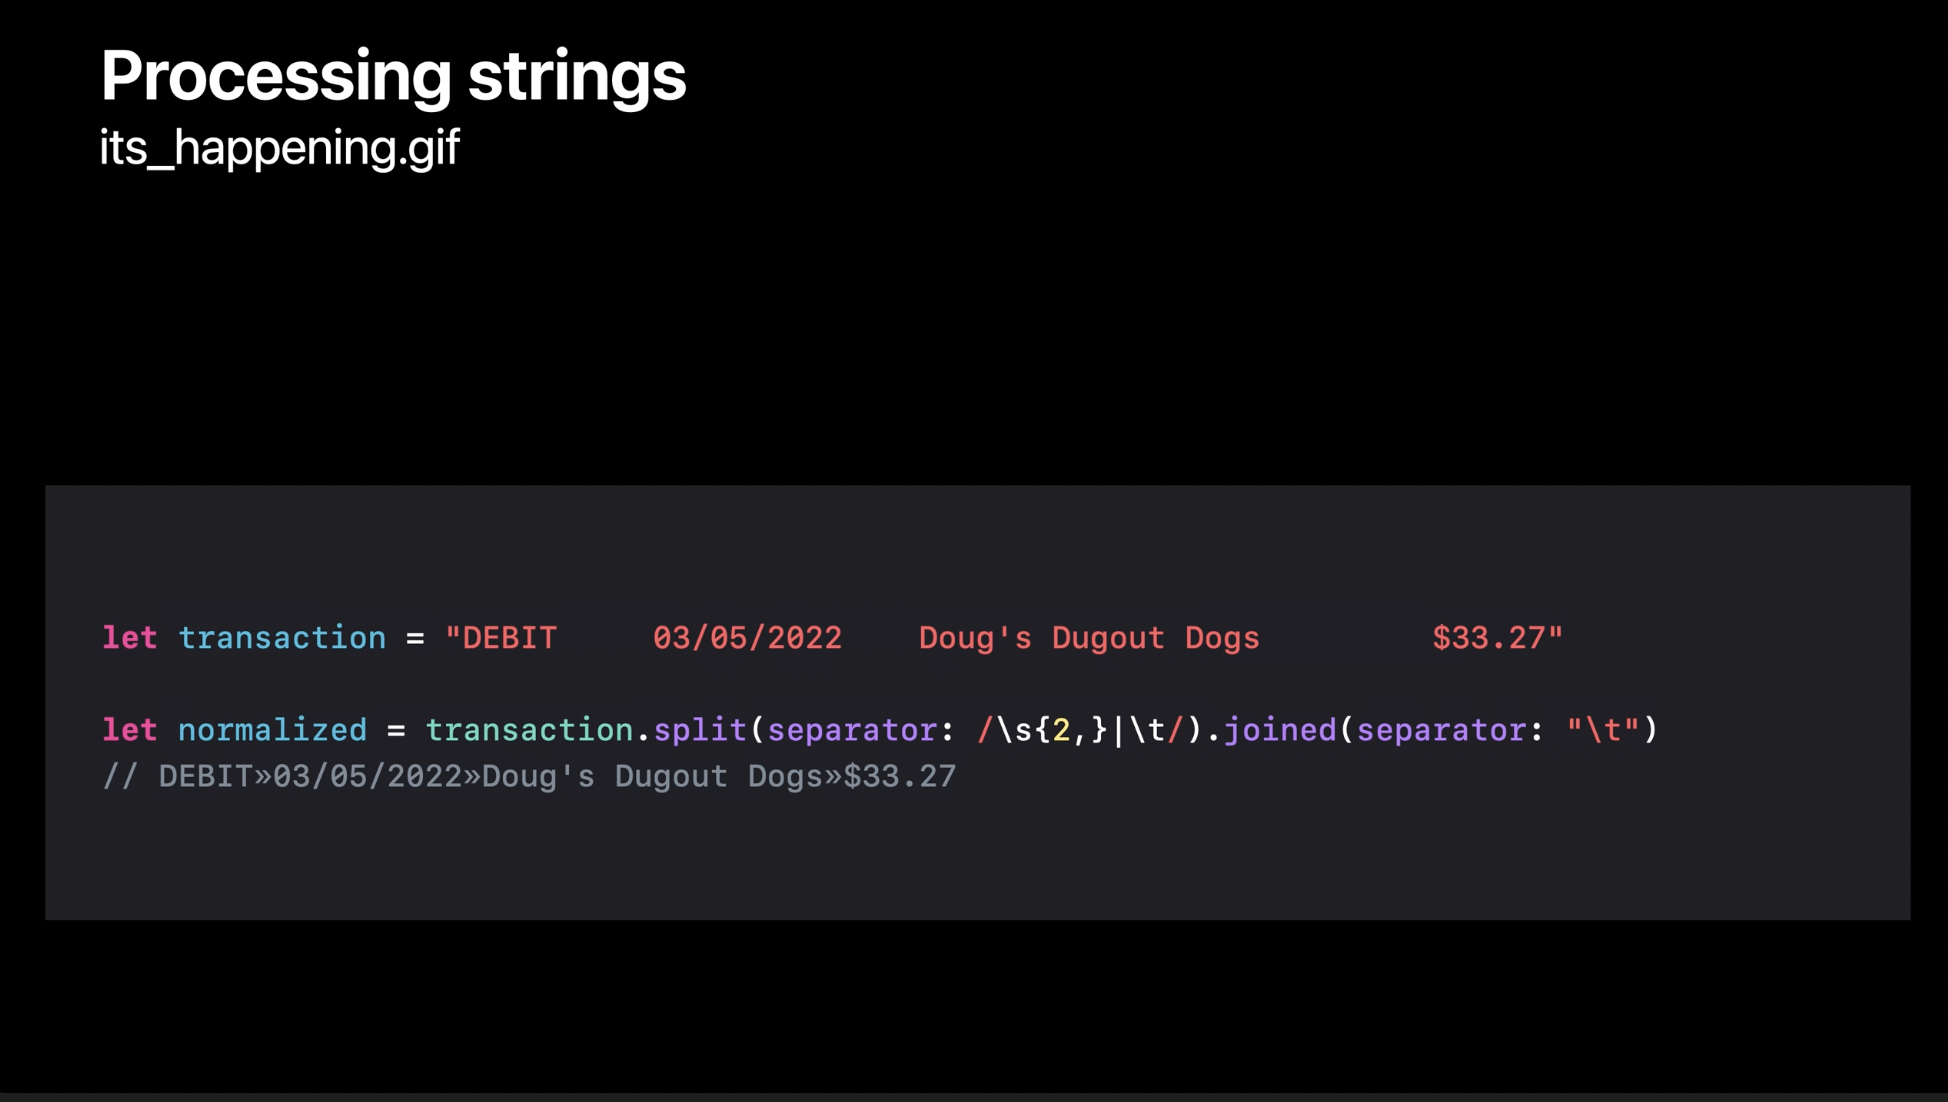 Processing strings
its_happening.gif
let transaction = "DEBIT     03/05/2022    Doug's Dugout Dogs         $33.27"
let normalized = transaction.split(separator: /\s{2,}|\t/).joined(separator: "\t")
// DEBIT»03/05/2022»Doug's Dugout Dogs»$33.27